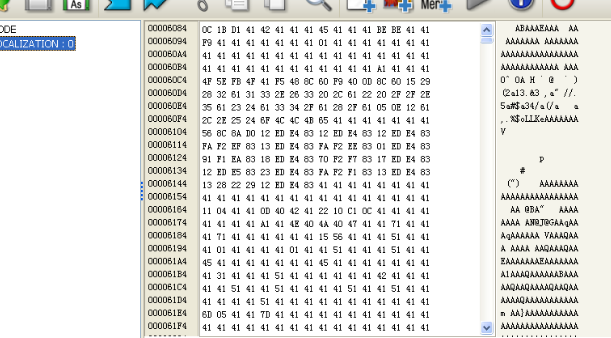 As
Mer
ODE
OCALIZATION : 0
00006084 0C 1B D1 41 42 41 41 41 45 41 41 41 BE BE 41 41 ABAAAEAAA AA
00006094 F9 41 41 41 41 41 41 41 01 41 41 41 41 41 41 41 AAAAAAA AAAAAAA
000060A4 41 41 41 41 41 41 41 41 41 41 41 41 41 41 41 41 AAAAAAAAAAAAAAAA
000060B4 41 41 41 41 41 41 41 41 41 41 41 41 A1 41 41 41 AAAAAAAAAAAA AAA
000060C4 4F 5E FB 4F 41 F5 48 8C 60 F9 40 0D 8C 60 15 29 O^ OA H ` @ ` )
000060D4 28 32 61 31 33 2E 26 33 20 2C 61 22 20 2F 2F 2E (2a13.&3 ,a" //.
000060E4 35 61 23 24 61 33 34 2F 61 28 2F 61 05 0E 12 61 5a#$a34/a(/a a
000060F4 2C 2E 25 24 6F 4C 4C 4B 65 41 41 41 41 41 41 41 ,.%$oLLKeAAAAAAA
00006104 56 8C 8A D0 12 ED E4 83 12 ED E4 83 12 ED E4 83 V
00006114 FA F2 EF 83 13 ED E4 83 FA F2 EE 83 01 ED E4 83
00006124 91 F1 EA 83 18 ED E4 83 70 F2 F7 83 17 ED E4 83 p
00006134 12 ED E5 83 23 ED E4 83 FA F2 F1 83 13 ED E4 83 #
00006144 13 28 22 29 12 ED E4 83 41 41 41 41 41 41 41 41 (") AAAAAAAA
00006154 41 41 41 41 41 41 41 41 41 41 41 41 41 41 41 41 AAAAAAAAAAAAAAAA
00006164 11 04 41 41 0D 40 42 41 22 10 C1 0C 41 41 41 41 AA @BA" AAAA
00006174 41 41 41 41 A1 41 4E 40 4A 40 47 41 41 71 41 41 AAAA AN@J@GAAqAA
00006184 41 71 41 41 41 41 41 41 15 56 41 41 41 51 41 41 AqAAAAAA VAAAQAA
00006194 41 01 41 41 41 41 01 41 41 51 41 41 41 51 41 41 A AAAA AAQAAAQAA
000061A4 45 41 41 41 41 41 41 41 45 41 41 41 41 41 41 41 EAAAAAAAEAAAAAAA
000061B4 41 31 41 41 41 51 41 41 41 41 41 41 42 41 41 41 A1AAAQAAAAAABAAA
000061C4 41 41 51 41 41 51 41 41 41 41 51 41 41 51 41 41 AAQAAQAAAAQAAQAA
000061D4 41 41 41 41 51 41 41 41 41 41 41 41 41 41 41 41 AAAAQAAAAAAAAAAA
000061E4 6D 05 41 41 7D 41 41 41 41 41 41 41 41 41 41 41 m AA}AAAAAAAAAAA
000061F4 41 41 41 41 41 41 41 41 41 41 41 41 41 41 41 41 AAAAAAAAAAAAAAAA